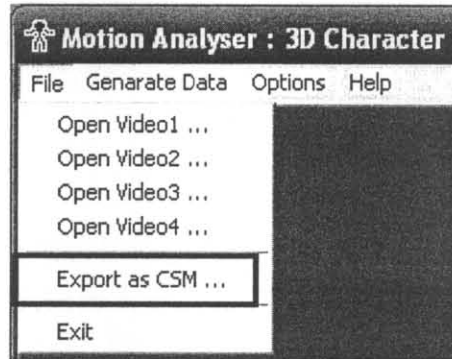 Motion Analyser : 3D Character
File Genarate Data Options Help
Open Video1 ...
Open Video2 ...
Open Video3 ...
Open Video4 ...
Export as CSM ...
Exit